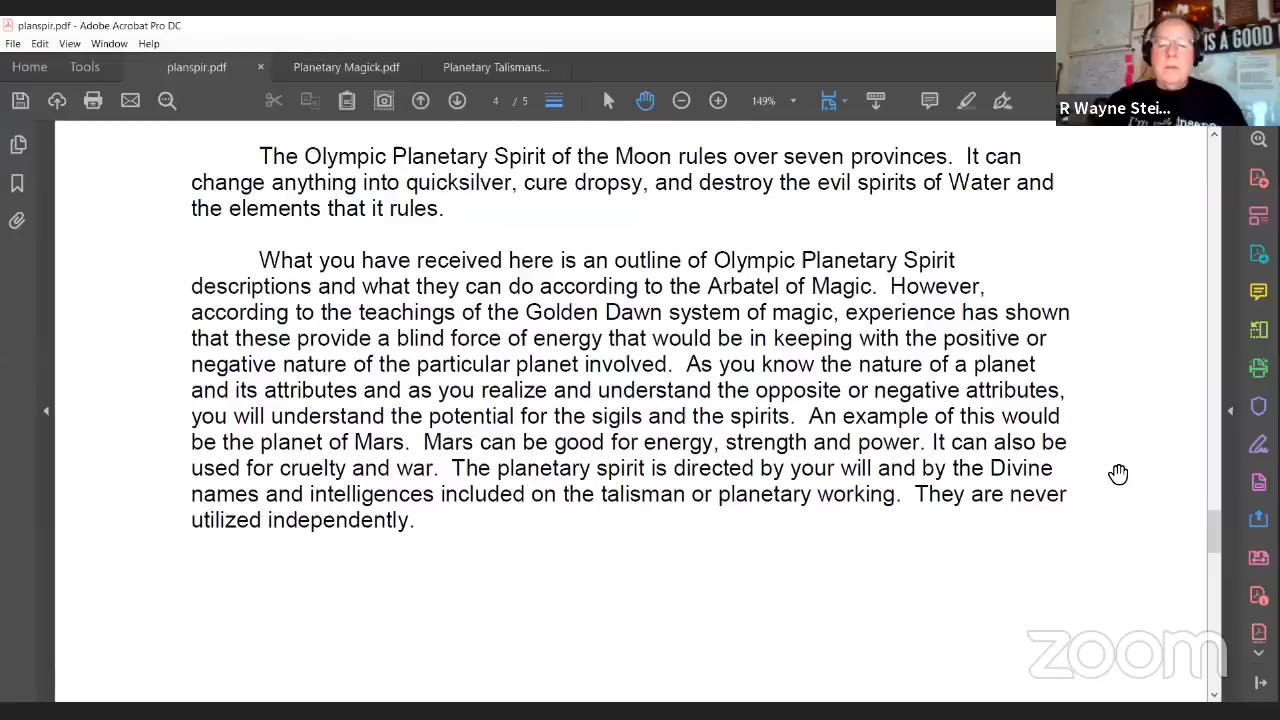 planspir.pdf - Adobe Acrobat Pro DC
File Edit View Window Help
Home Tools planspir.pdf × Planetary Magick.pdf Planetary Talismans...
4 / 5 149%
IS A GOOD
R Wayne Stei...
The Olympic Planetary Spirit of the Moon rules over seven provinces. It can
change anything into quicksilver, cure dropsy, and destroy the evil spirits of Water and
the elements that it rules.
What you have received here is an outline of Olympic Planetary Spirit
descriptions and what they can do according to the Arbatel of Magic. However,
according to the teachings of the Golden Dawn system of magic, experience has shown
that these provide a blind force of energy that would be in keeping with the positive or
negative nature of the particular planet involved. As you know the nature of a planet
and its attributes and as you realize and understand the opposite or negative attributes,
you will understand the potential for the sigils and the spirits. An example of this would
be the planet of Mars. Mars can be good for energy, strength and power. It can also be
used for cruelty and war. The planetary spirit is directed by your will and by the Divine
names and intelligences included on the talisman or planetary working. They are never
utilized independently.
zoom